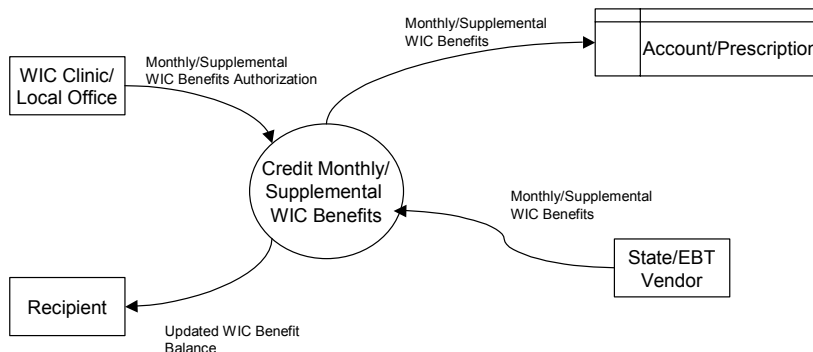 Monthly/Supplemental
WIC Benefits
Account/Prescription
Monthly/Supplemental
WIC Benefits Authorization
WIC Clinic/
Local Office
Credit Monthly/
Supplemental
WIC Benefits
Monthly/Supplemental
WIC Benefits
State/EBT
Vendor
Recipient
Updated WIC Benefit
Balance